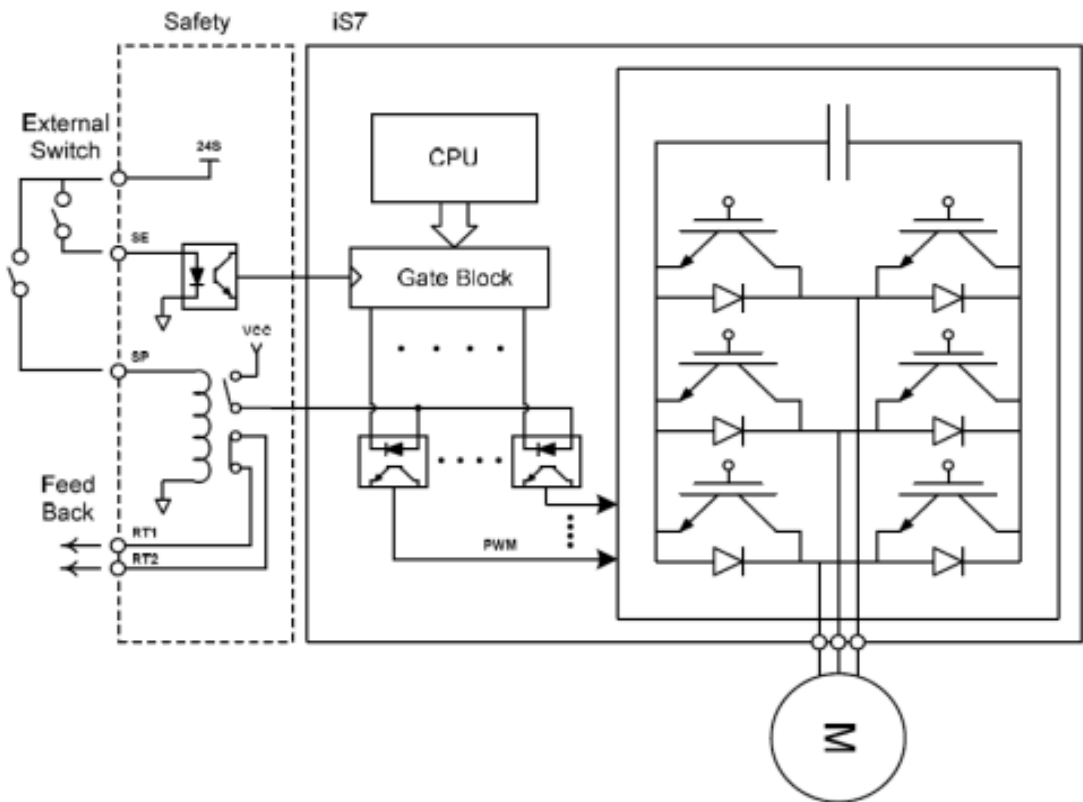 Safety
iS7
External
Switch
24S
CPU
SE
Gate Block
VCC
SP
Feed
Back
RT1
RT2
PWM
M